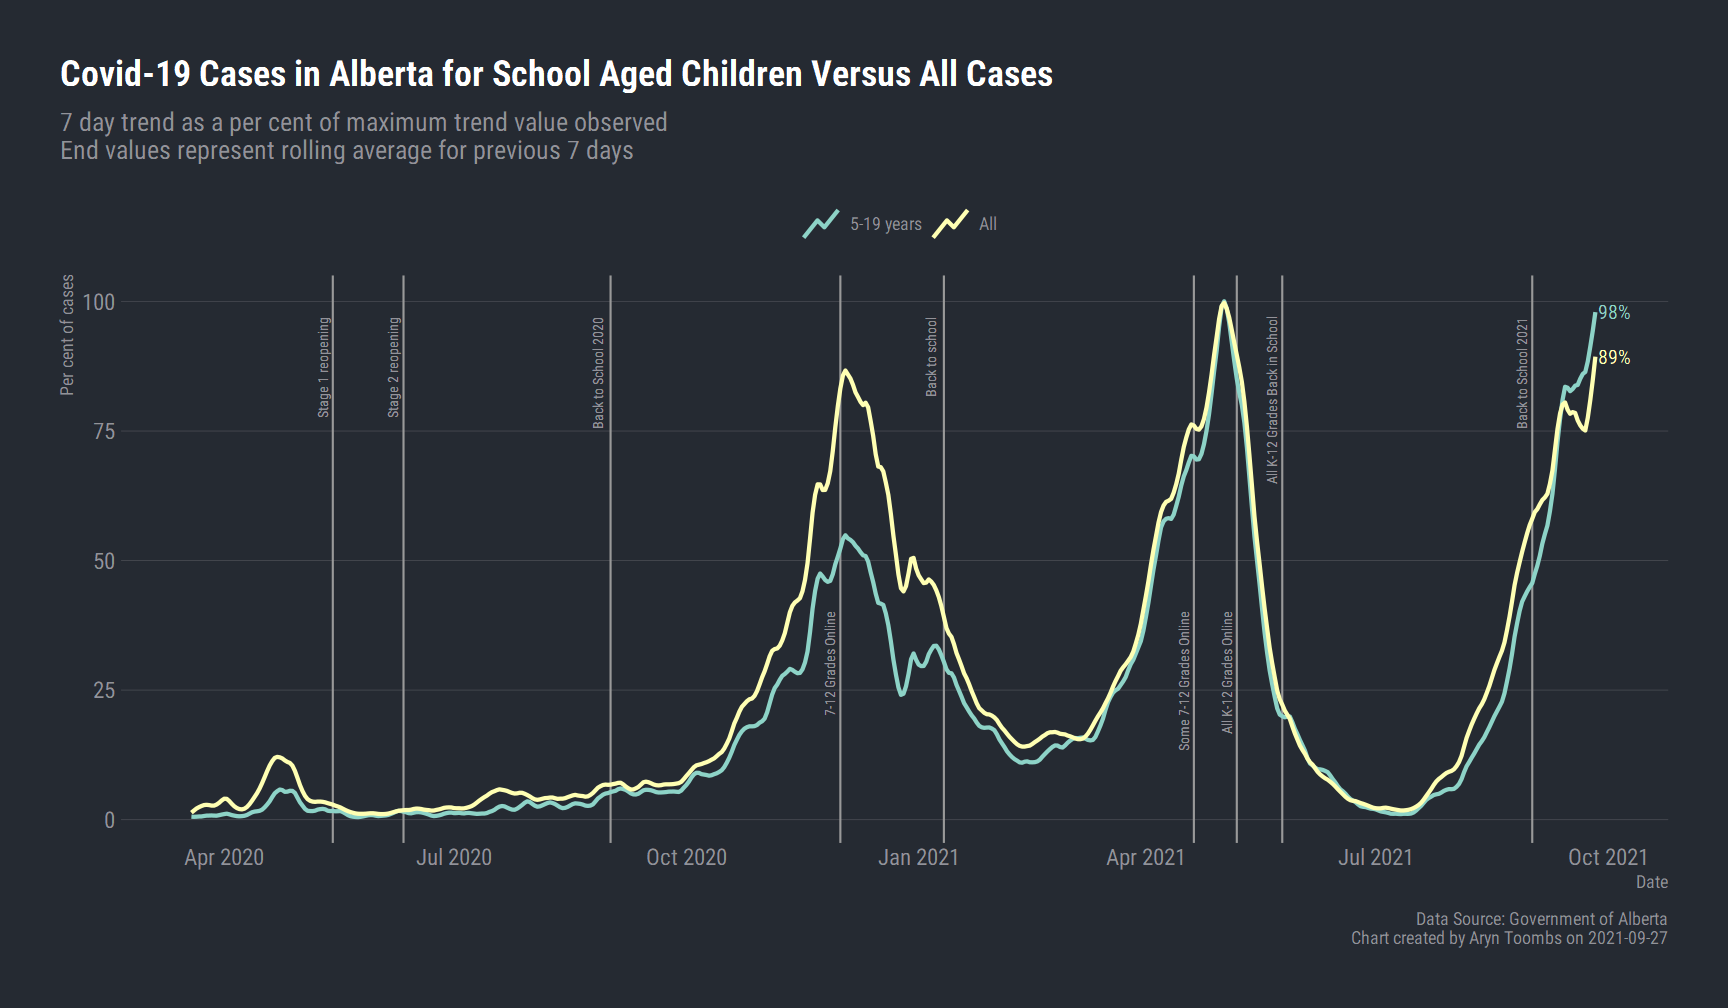 Covid-19 Cases in Alberta for School Aged Children Versus All Cases
7 day trend as a per cent of maximum trend value observed
End values represent rolling average for previous 7 days
5-19 years
All
Per cent of cases
100
75
50
25
0
Stage 1 reopening
Stage 2 reopening
Back to School 2020
7-12 Grades Online
Back to school
Some 7-12 Grades Online
All K-12 Grades Online
All K-12 Grades Back in School
Back to School 2021
98%
89%
Apr 2020
Jul 2020
Oct 2020
Jan 2021
Apr 2021
Jul 2021
Oct 2021
Date
Data Source: Government of Alberta
Chart created by Aryn Toombs on 2021-09-27